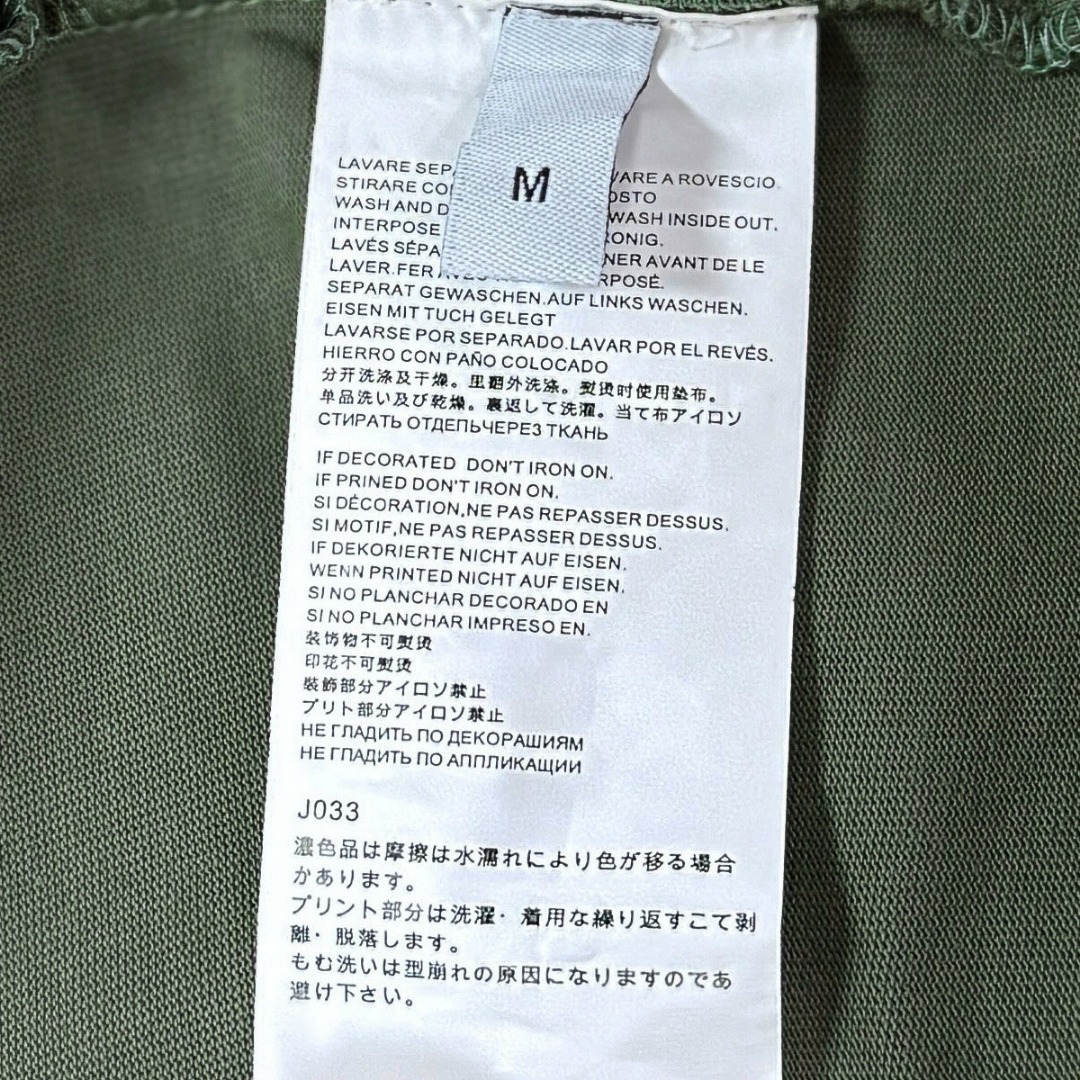 M
LAVARE SEP VARE A ROVESCIO
STIRARE CO OSTO
WASH AND D WASH INSIDE OUT.
INTERPOSE RONIG.
LAVÉS SÉPA NER AVANT DE LE
LAVER.FER RPOSÉ.
SEPARAT GEWASCHEN.AUF LINKS WASCHEN.
EISEN MIT TUCH GELEGT
LAVARSE POR SEPARADO.LAVAR POR EL REVÉS.
HIERRO CON PAÑO COLOCADO
分开洗涤及干燥。里翻外洗涤。熨烫时使用垫布。
単品洗い及び乾燥。裏返して洗濯。当て布アイロソ
СТИРАТЬ ОТДЕПЬЧЕРЕЗ ТКАНЬ
IF DECORATED DON'T IRON ON.
IF PRINED DON'T IRON ON.
SI DÉCORATION,NE PAS REPASSER DESSUS.
SI MOTIF,NE PAS REPASSER DESSUS.
IF DEKORIERTE NICHT AUF EISEN.
WENN PRINTED NICHT AUF EISEN.
SI NO PLANCHAR DECORADO EN
SI NO PLANCHAR IMPRESO EN.
装饰物不可熨烫
印花不可熨烫
装飾部分アイロソ禁止
プリト部分アイロソ禁止
НЕ ГЛАДИТЬ ПО ДЕКОРАШИЯМ
НЕ ГПАДИТЬ ПО АППЛИКАЩИИ
J033
濃色品は摩擦は水濡れにより色が移る場合
かあります。
プリント部分は洗濯·着用な繰り返すこて剥
離·脱落します。
もむ洗いは型崩れの原因になりますのであ
避け下さい。